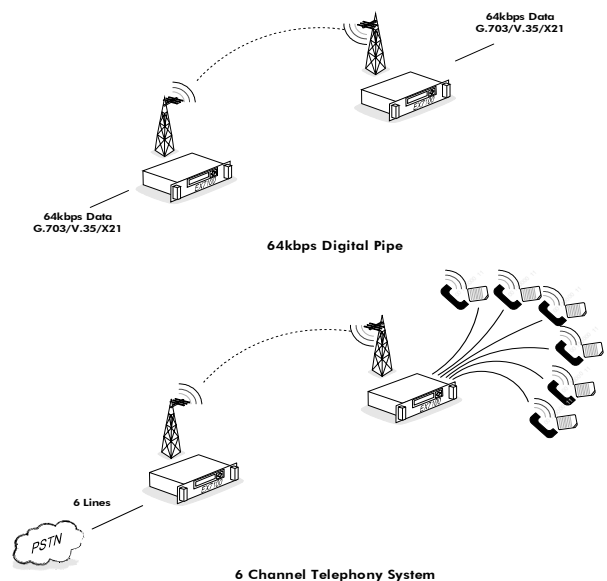 64kbps Data
G.703/V.35/X21
64kbps Data
G.703/V.35/X21
64kbps Digital Pipe
6 Lines
PSTN
6 Channel Telephony System